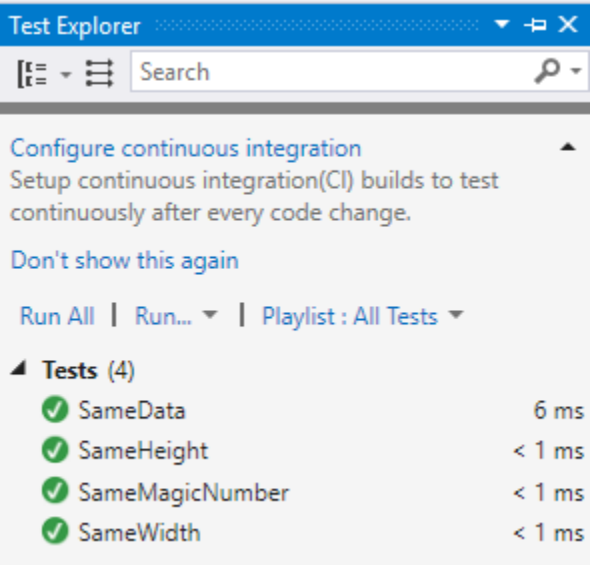 Test Explorer
Search
Configure continuous integration
Setup continuous integration(CI) builds to test
continuously after every code change.
Don't show this again
Run All | Run... | Playlist : All Tests
Tests (4)
SameData 6 ms
SameHeight < 1 ms
SameMagicNumber < 1 ms
SameWidth < 1 ms